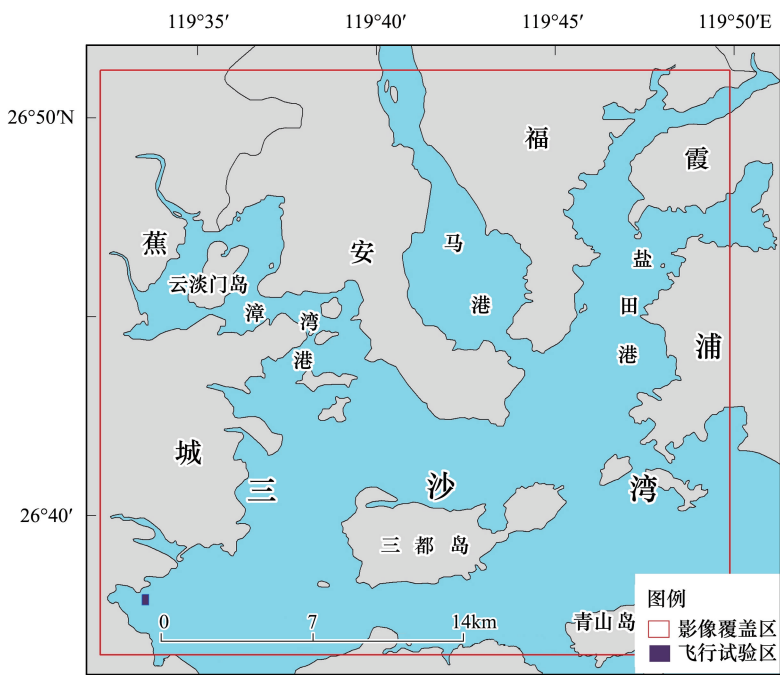 119°35′
119°40′
119°45′
119°50′E
26°50′N
26°40′
福
霞
蕉
安
马
港
盐
田
港
云淡门岛
漳
湾
港
浦
城
三
沙
湾
三都岛
青山岛
0
7
14km
图例
影像覆盖区
飞行试验区